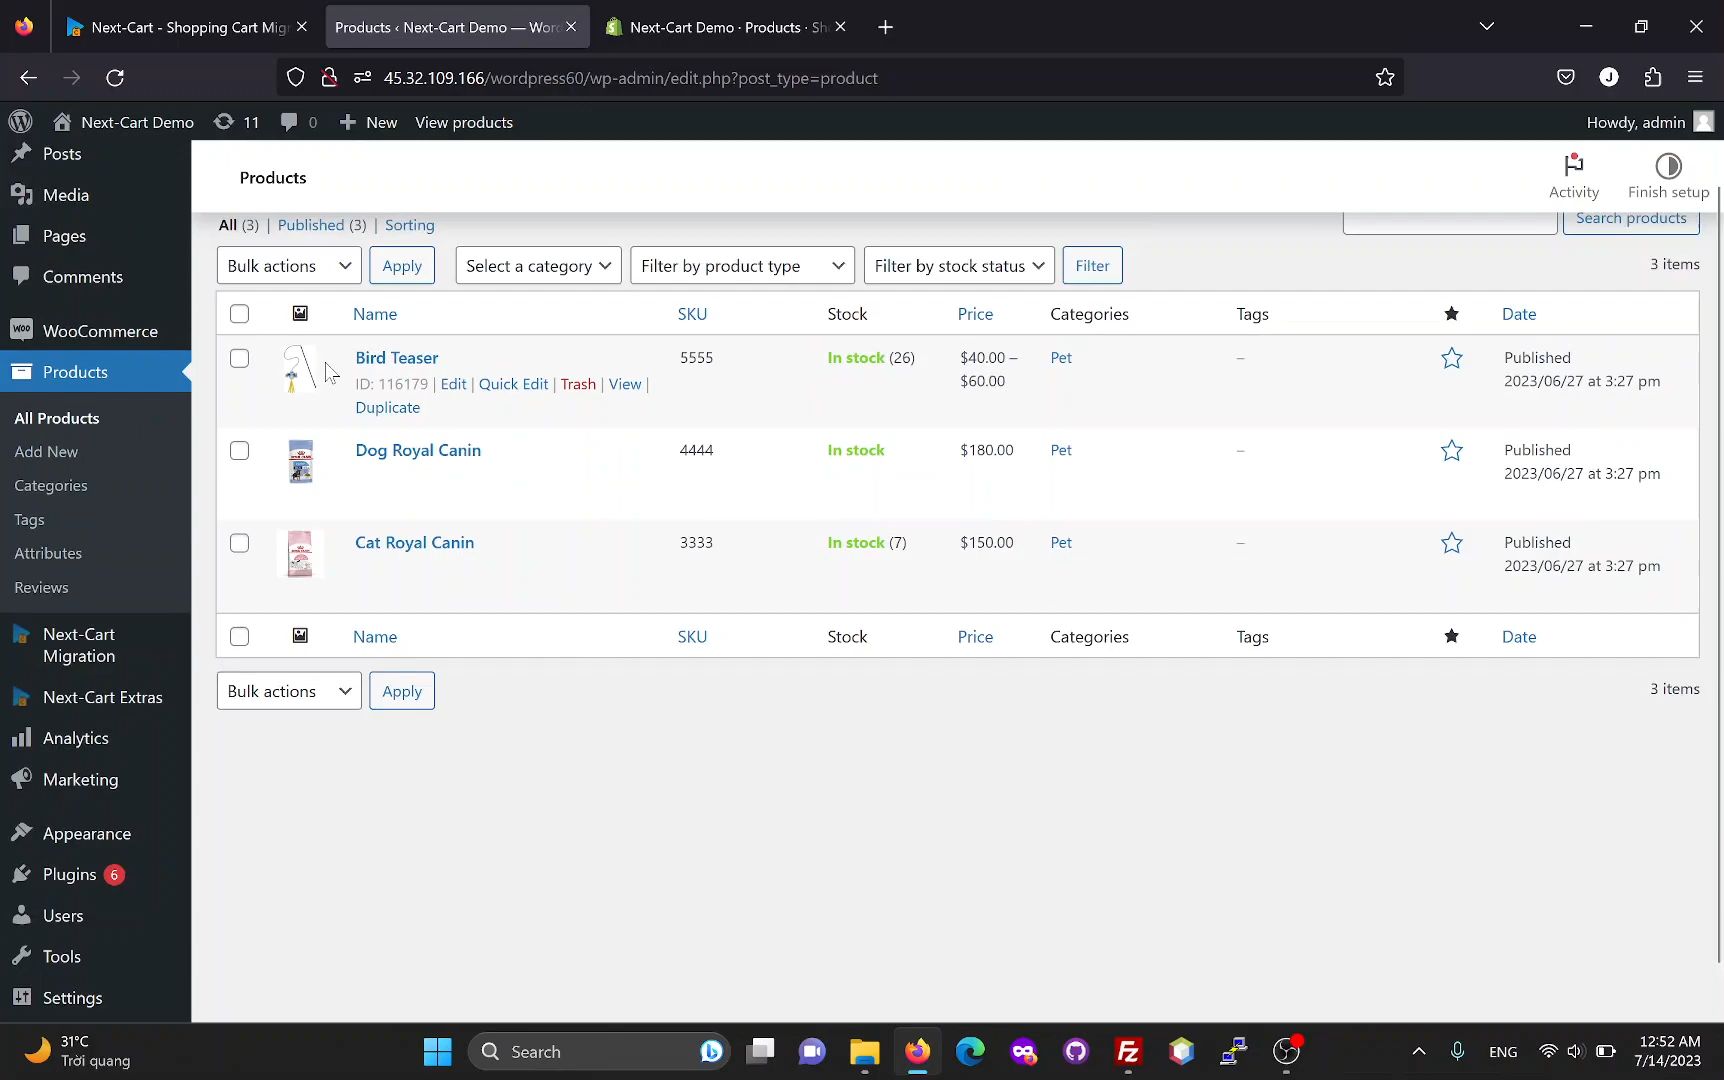 Next-Cart - Shopping Cart Migr
Products ‹ Next-Cart Demo — Wor
Next-Cart Demo · Products · Sh
45.32.109.166/wordpress60/wp-admin/edit.php?post_type=product
J
Next-Cart Demo 11 0 New View products
Howdy, admin
Posts
Media
Pages
Comments
WooCommerce
Products
All Products
Add New
Categories
Tags
Attributes
Reviews
Next-Cart
Migration
Next-Cart Extras
Analytics
Marketing
Appearance
Plugins 6
Users
Tools
Settings
Products
Activity
Finish setup
All (3) | Published (3) | Sorting
Search products
Bulk actions Apply Select a category Filter by product type Filter by stock status Filter
3 items
Name SKU Stock Price Categories Tags Date
Bird Teaser 5555 In stock (26) $40.00 – Pet – Published
$60.00 2023/06/27 at 3:27 pm
ID: 116179 | Edit | Quick Edit | Trash | View |
Duplicate
Dog Royal Canin 4444 In stock $180.00 Pet – Published
2023/06/27 at 3:27 pm
Cat Royal Canin 3333 In stock (7) $150.00 Pet – Published
2023/06/27 at 3:27 pm
Name SKU Stock Price Categories Tags Date
Bulk actions Apply
3 items
31°C
Trời quang
Search
ENG
12:52 AM
7/14/2023